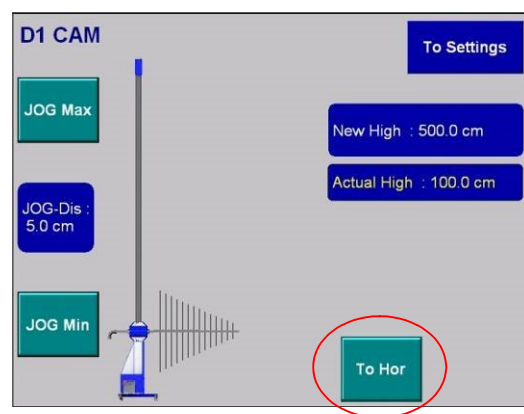 D1 CAM
To Settings
JOG Max
New High : 500.0 cm
Actual High : 100.0 cm
JOG-Dis :
5.0 cm
JOG Min
To Hor